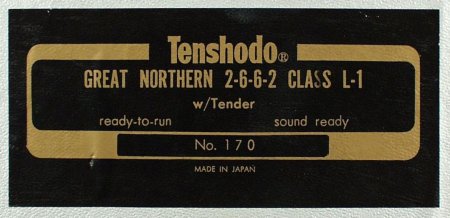 Tenshodo®
GREAT NORTHERN 2-6-6-2 CLASS L-1
w/Tender
ready-to-run sound ready
No. 170
MADE IN JAPAN